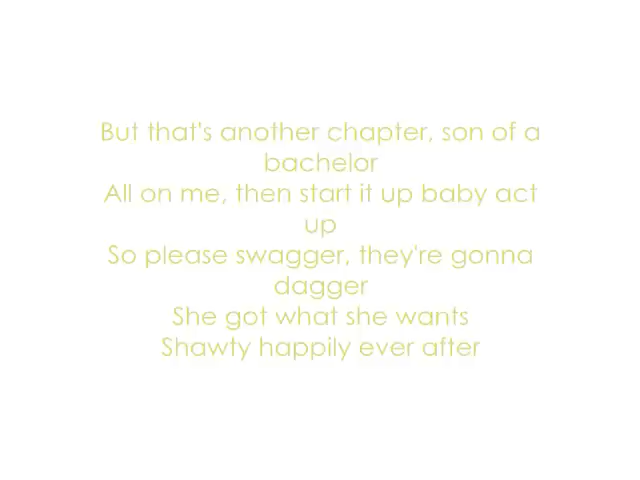 But that's another chapter, son of a
bachelor
All on me, then start it up baby act
up
So please swagger, they're gonna
dagger
She got what she wants
Shawty happily ever after